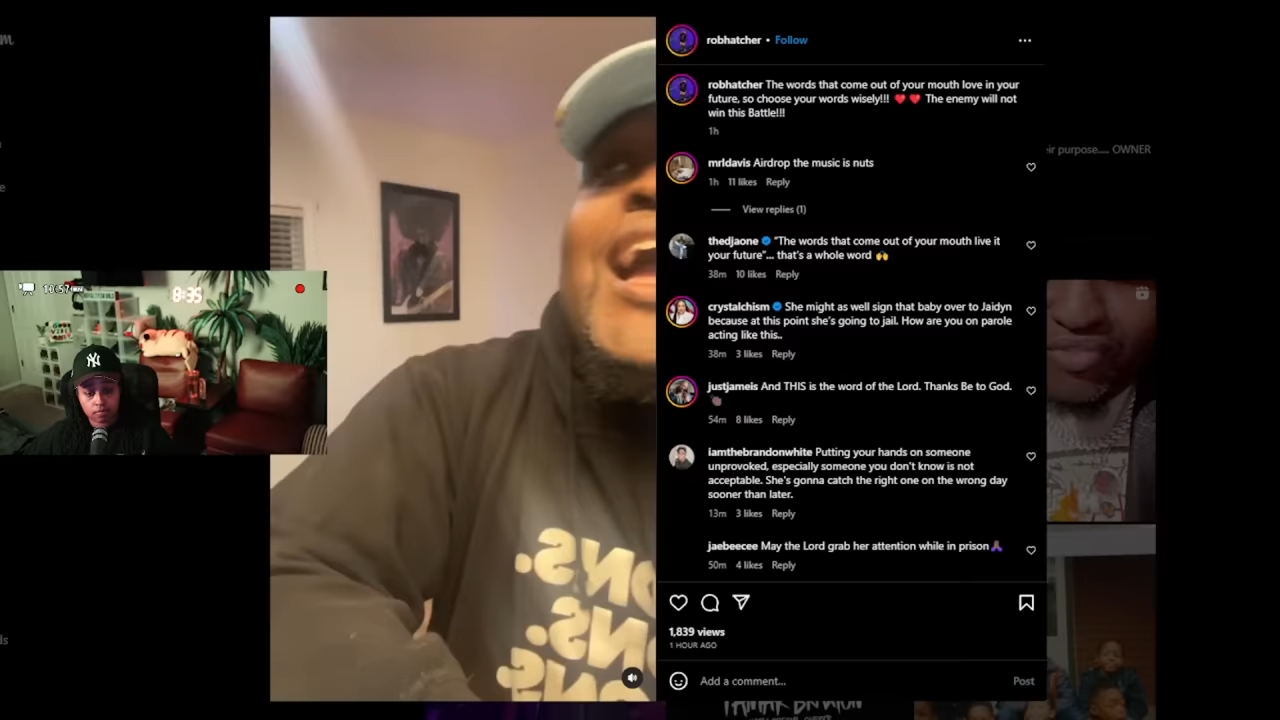 robhatcher • Follow
robhatcher The words that come out of your mouth love in your
future, so choose your words wisely!!! ❤️ ❤️ The enemy will not
win this Battle!!!
1h
mrldavis Airdrop the music is nuts
1h 11 likes Reply
View replies (1)
thedjaone "The words that come out of your mouth live it
your future"... that's a whole word 🙌
38m 10 likes Reply
crystalchism She might as well sign that baby over to Jaidyn
because at this point she's going to jail. How are you on parole
acting like this..
38m 3 likes Reply
justjameis And THIS is the word of the Lord. Thanks Be to God.
54m 8 likes Reply
iamthebrandonwhite Putting your hands on someone
unprovoked, especially someone you don't know is not
acceptable. She's gonna catch the right one on the wrong day
sooner than later.
13m 3 likes Reply
jaebeecee May the Lord grab her attention while in prison🙏🏾
50m 4 likes Reply
1,839 views
1 HOUR AGO
Add a comment... Post
purpose.... OWNER
8:35
NY